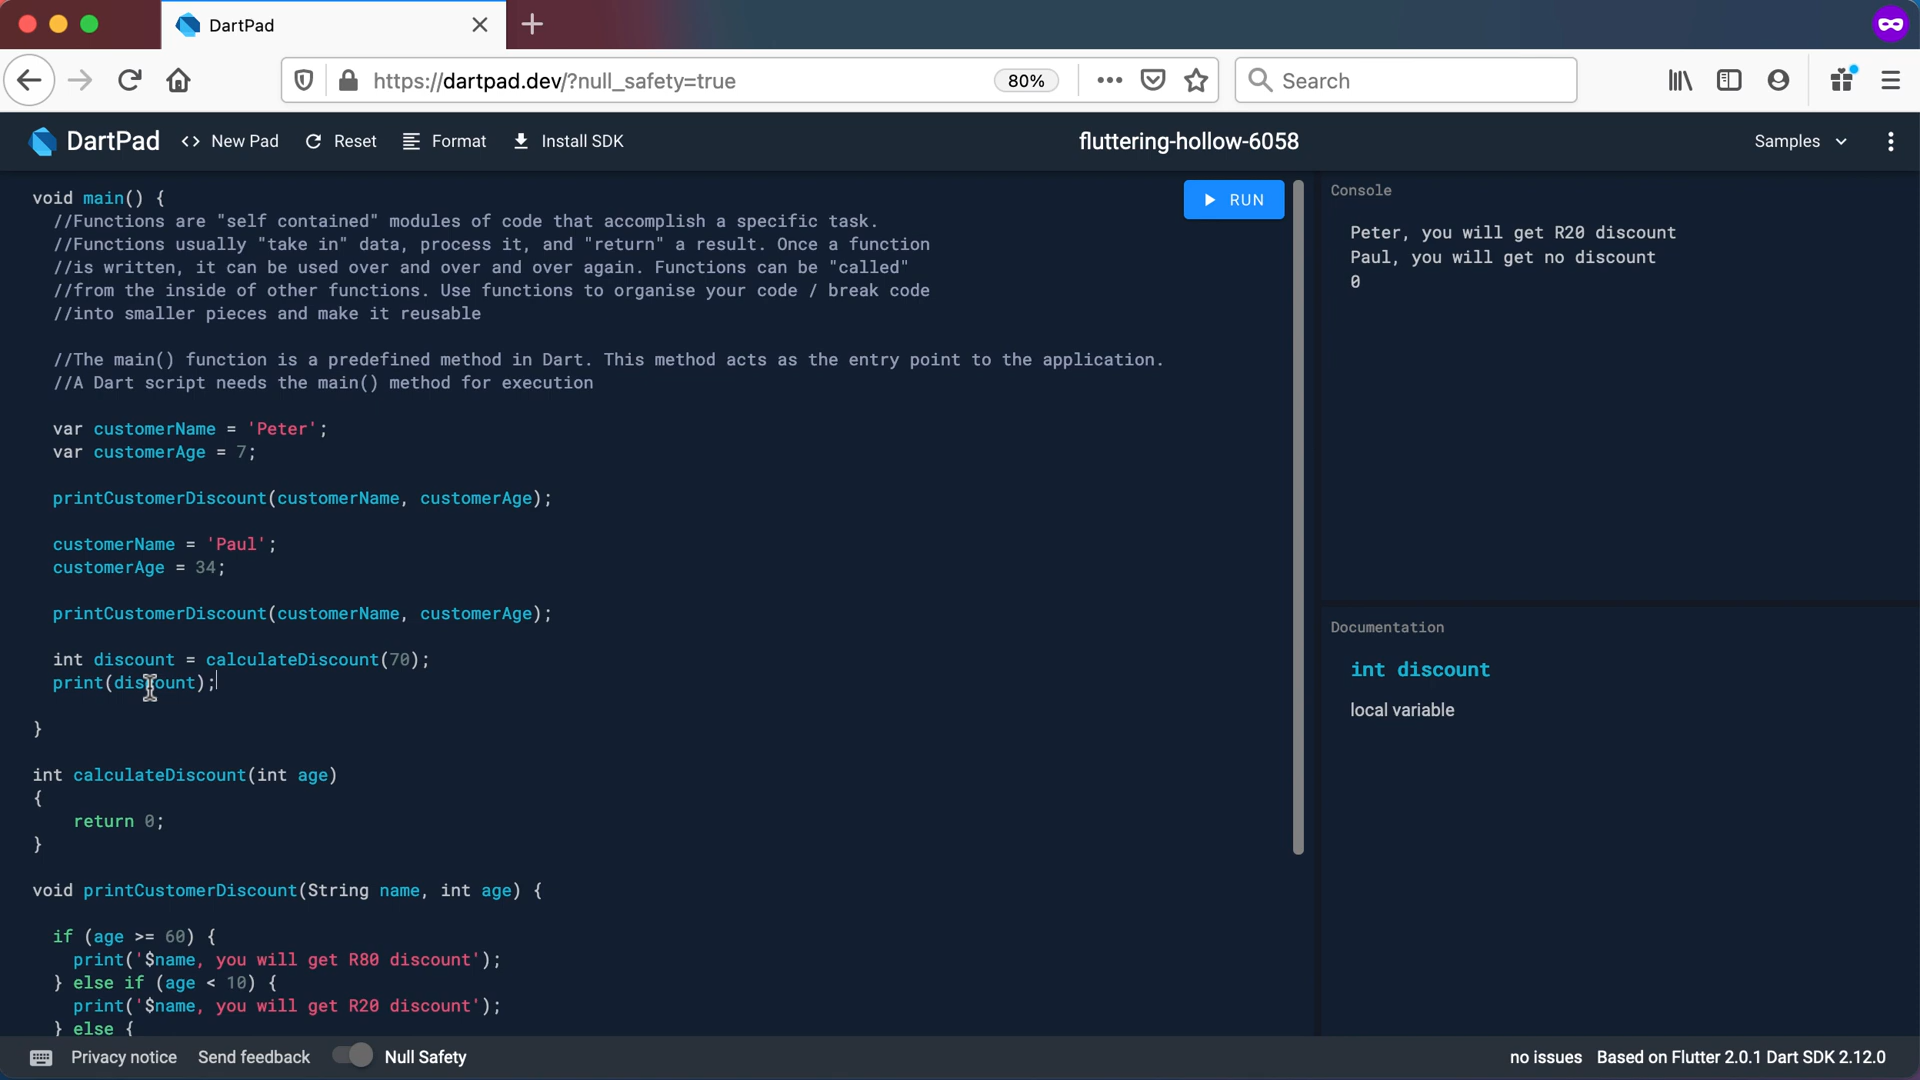 DartPad
https://dartpad.dev/?null_safety=true
80%
Search
DartPad
<> New Pad
Reset
Format
Install SDK
fluttering-hollow-6058
Samples
void main() {
//Functions are "self contained" modules of code that accomplish a specific task.
//Functions usually "take in" data, process it, and "return" a result. Once a function
//is written, it can be used over and over and over again. Functions can be "called"
//from the inside of other functions. Use functions to organise your code / break code
//into smaller pieces and make it reusable
//The main() function is a predefined method in Dart. This method acts as the entry point to the application.
//A Dart script needs the main() method for execution
var customerName = 'Peter';
var customerAge = 7;
printCustomerDiscount(customerName, customerAge);
customerName = 'Paul';
customerAge = 34;
printCustomerDiscount(customerName, customerAge);
int discount = calculateDiscount(70);
print(discount);
}
int calculateDiscount(int age)
{
return 0;
}
void printCustomerDiscount(String name, int age) {
if (age >= 60) {
print('$name, you will get R80 discount');
} else if (age < 10) {
print('$name, you will get R20 discount');
} else {
RUN
Console
Peter, you will get R20 discount
Paul, you will get no discount
0
Documentation
int discount
local variable
Privacy notice
Send feedback
Null Safety
no issues
Based on Flutter 2.0.1 Dart SDK 2.12.0